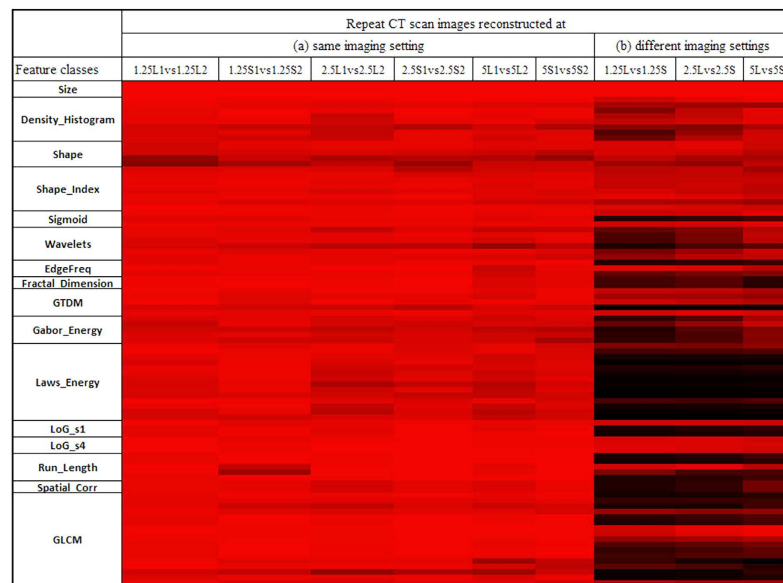 Repeat CT scan images reconstructed at
(a) same imaging setting
(b) different imaging settings
Feature classes 1.25L1vs1.25L2 1.25S1vs1.25S2 2.5L1vs2.5L2 2.5S1vs2.5S2 5L1vs5L2 5S1vs5S2 1.25Lvs1.25S 2.5Lvs2.5S 5Lvs5S
Size
Density_Histogram
Shape
Shape_Index
Sigmoid
Wavelets
EdgeFreq
Fractal_Dimension
GTDM
Gabor_Energy
Laws_Energy
LoG_s1
LoG_s4
Run_Length
Spatial_Corr
GLCM